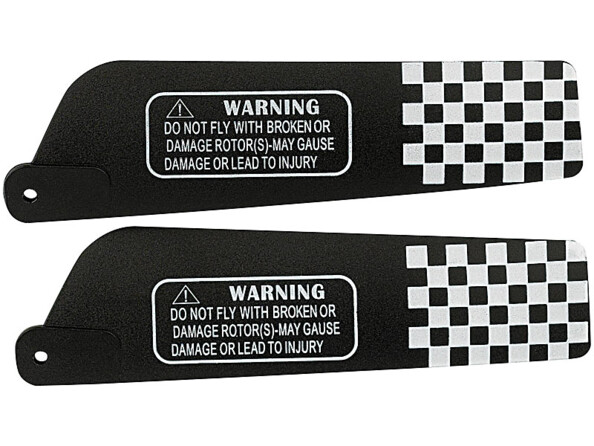 WARNING
DO NOT FLY WITH BROKEN OR
DAMAGE ROTOR(S)-MAY GAUSE
DAMAGE OR LEAD TO INJURY
WARNING
DO NOT FLY WITH BROKEN OR
DAMAGE ROTOR(S)-MAY GAUSE
DAMAGE OR LEAD TO INJURY